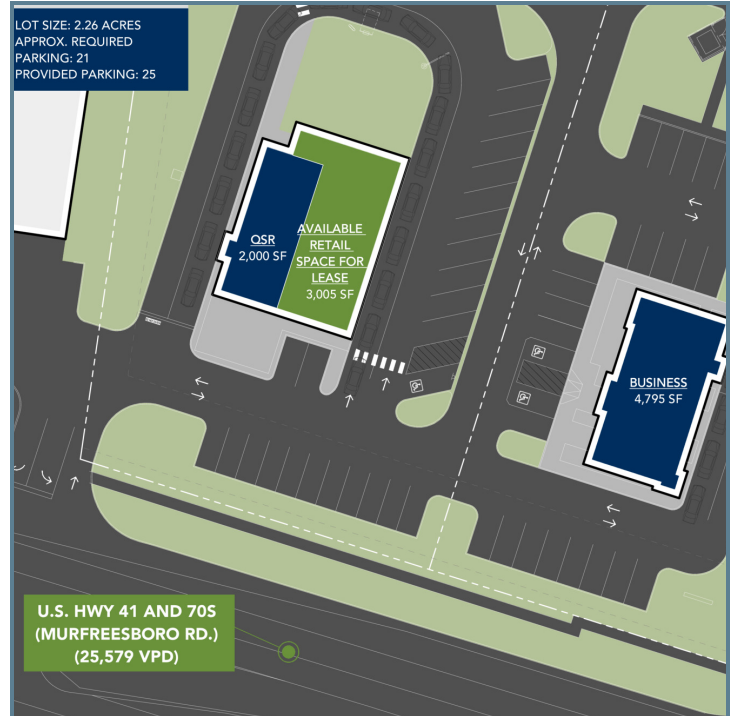 LOT SIZE: 2.26 ACRES
APPROX. REQUIRED
PARKING: 21
PROVIDED PARKING: 25
QSR
2,000 SF
AVAILABLE
RETAIL
SPACE FOR
LEASE
3,005 SF
BUSINESS
4,795 SF
U.S. HWY 41 AND 70S
(MURFREESBORO RD.)
(25,579 VPD)